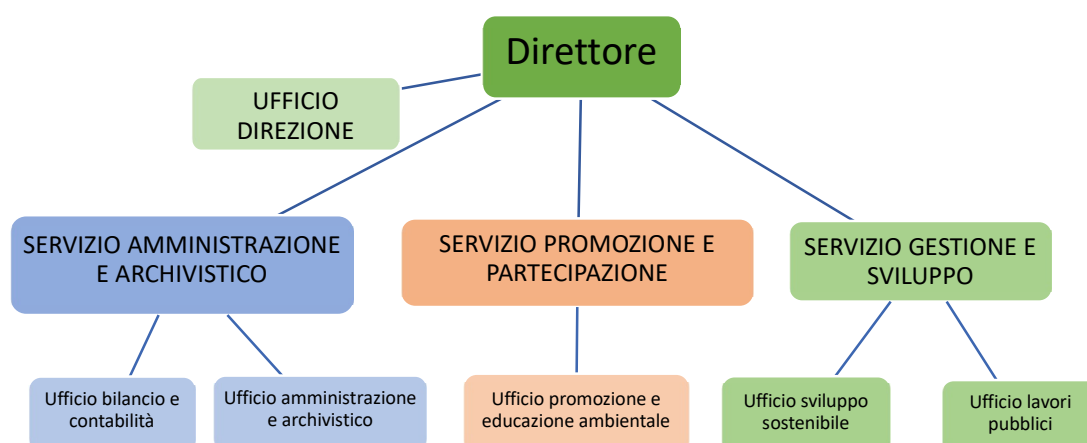 Direttore
UFFICIO
DIREZIONE
SERVIZIO AMMINISTRAZIONE
E ARCHIVISTICO
SERVIZIO PROMOZIONE E
PARTECIPAZIONE
SERVIZIO GESTIONE E
SVILUPPO
Ufficio bilancio e
contabilità
Ufficio amministrazione
e archivistico
Ufficio promozione e
educazione ambientale
Ufficio sviluppo
sostenibile
Ufficio lavori
pubblici